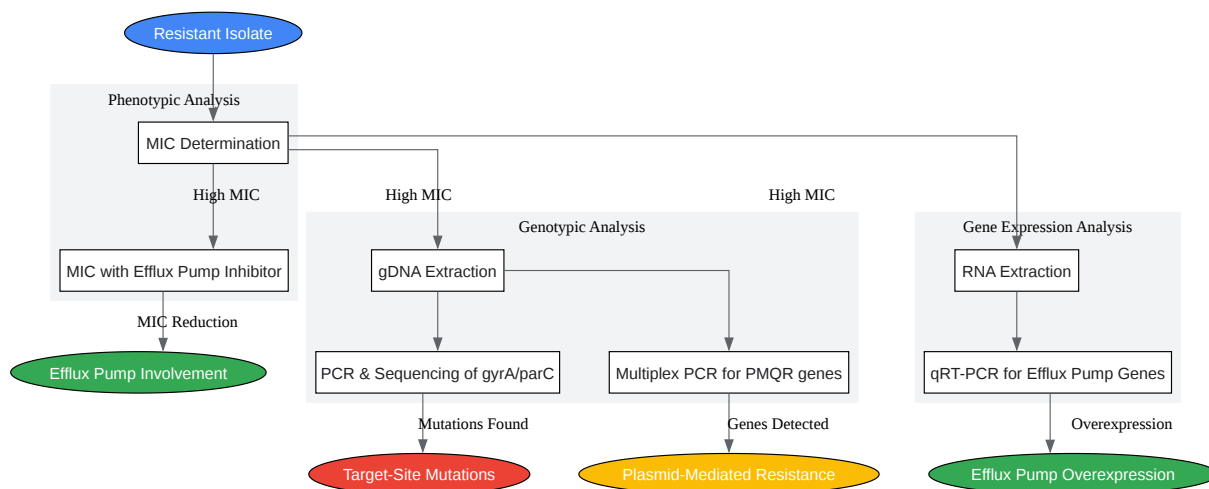 Resistant Isolate
Phenotypic Analysis
MIC Determination
High MIC
High MIC
High MIC
Genotypic Analysis
Gene Expression Analysis
MIC with Efflux Pump Inhibitor
gDNA Extraction
RNA Extraction
MIC Reduction
Efflux Pump Involvement
PCR & Sequencing of gyrA/parC
Multiplex PCR for PMQR genes
qRT-PCR for Efflux Pump Genes
Mutations Found
Genes Detected
Overexpression
Target-Site Mutations
Plasmid-Mediated Resistance
Efflux Pump Overexpression